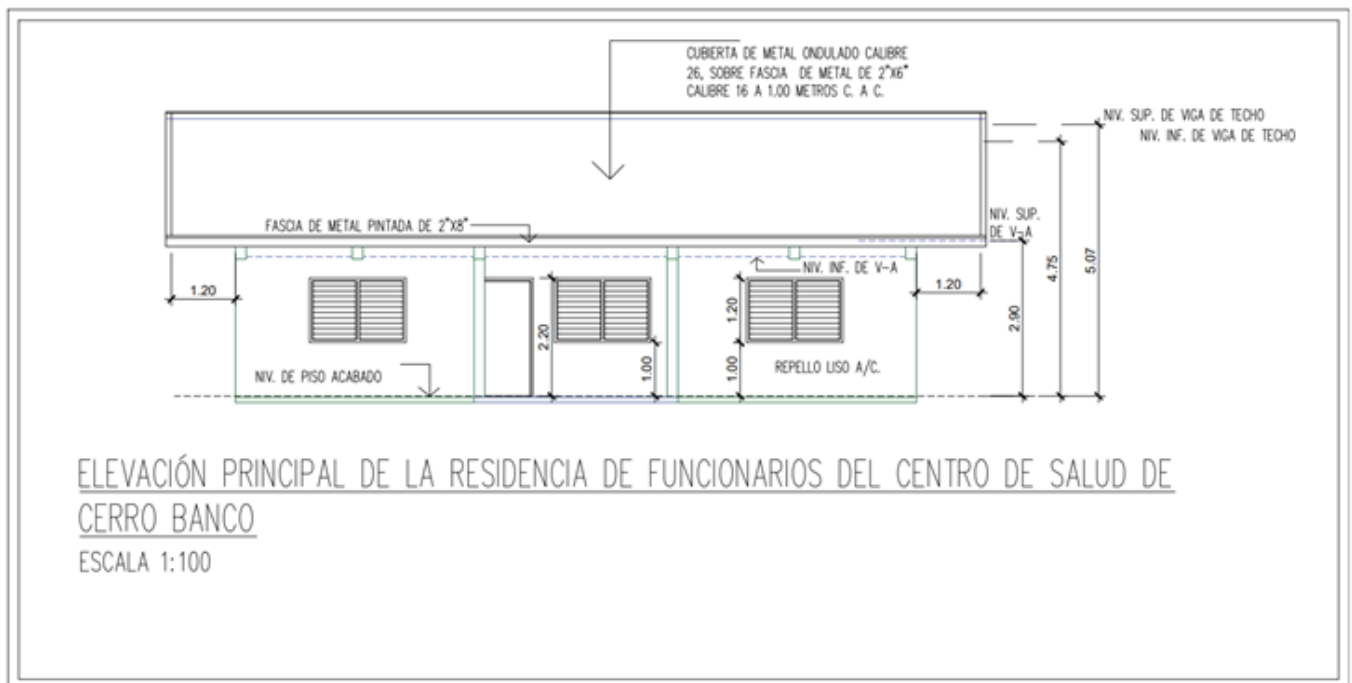 CUBIERTA DE METAL ONDULADO CALIBRE
26, SOBRE FASCIA DE METAL DE 2"X6"
CALIBRE 16 A 1.00 METROS C. A C.
NIV. SUP. DE VIGA DE TECHO
NIV. INF. DE VIGA DE TECHO
FASCIA DE METAL PINTADA DE 2"X8"
NIV. SUP.
DE V-A
NIV. INF. DE V-A
1.20
1.20
2.20
1.00
1.20
1.00
2.90
4.75
5.07
NIV. DE PISO ACABADO
REPELLO LISO A/C.
ELEVACIÓN PRINCIPAL DE LA RESIDENCIA DE FUNCIONARIOS DEL CENTRO DE SALUD DE
CERRO BANCO
ESCALA 1:100